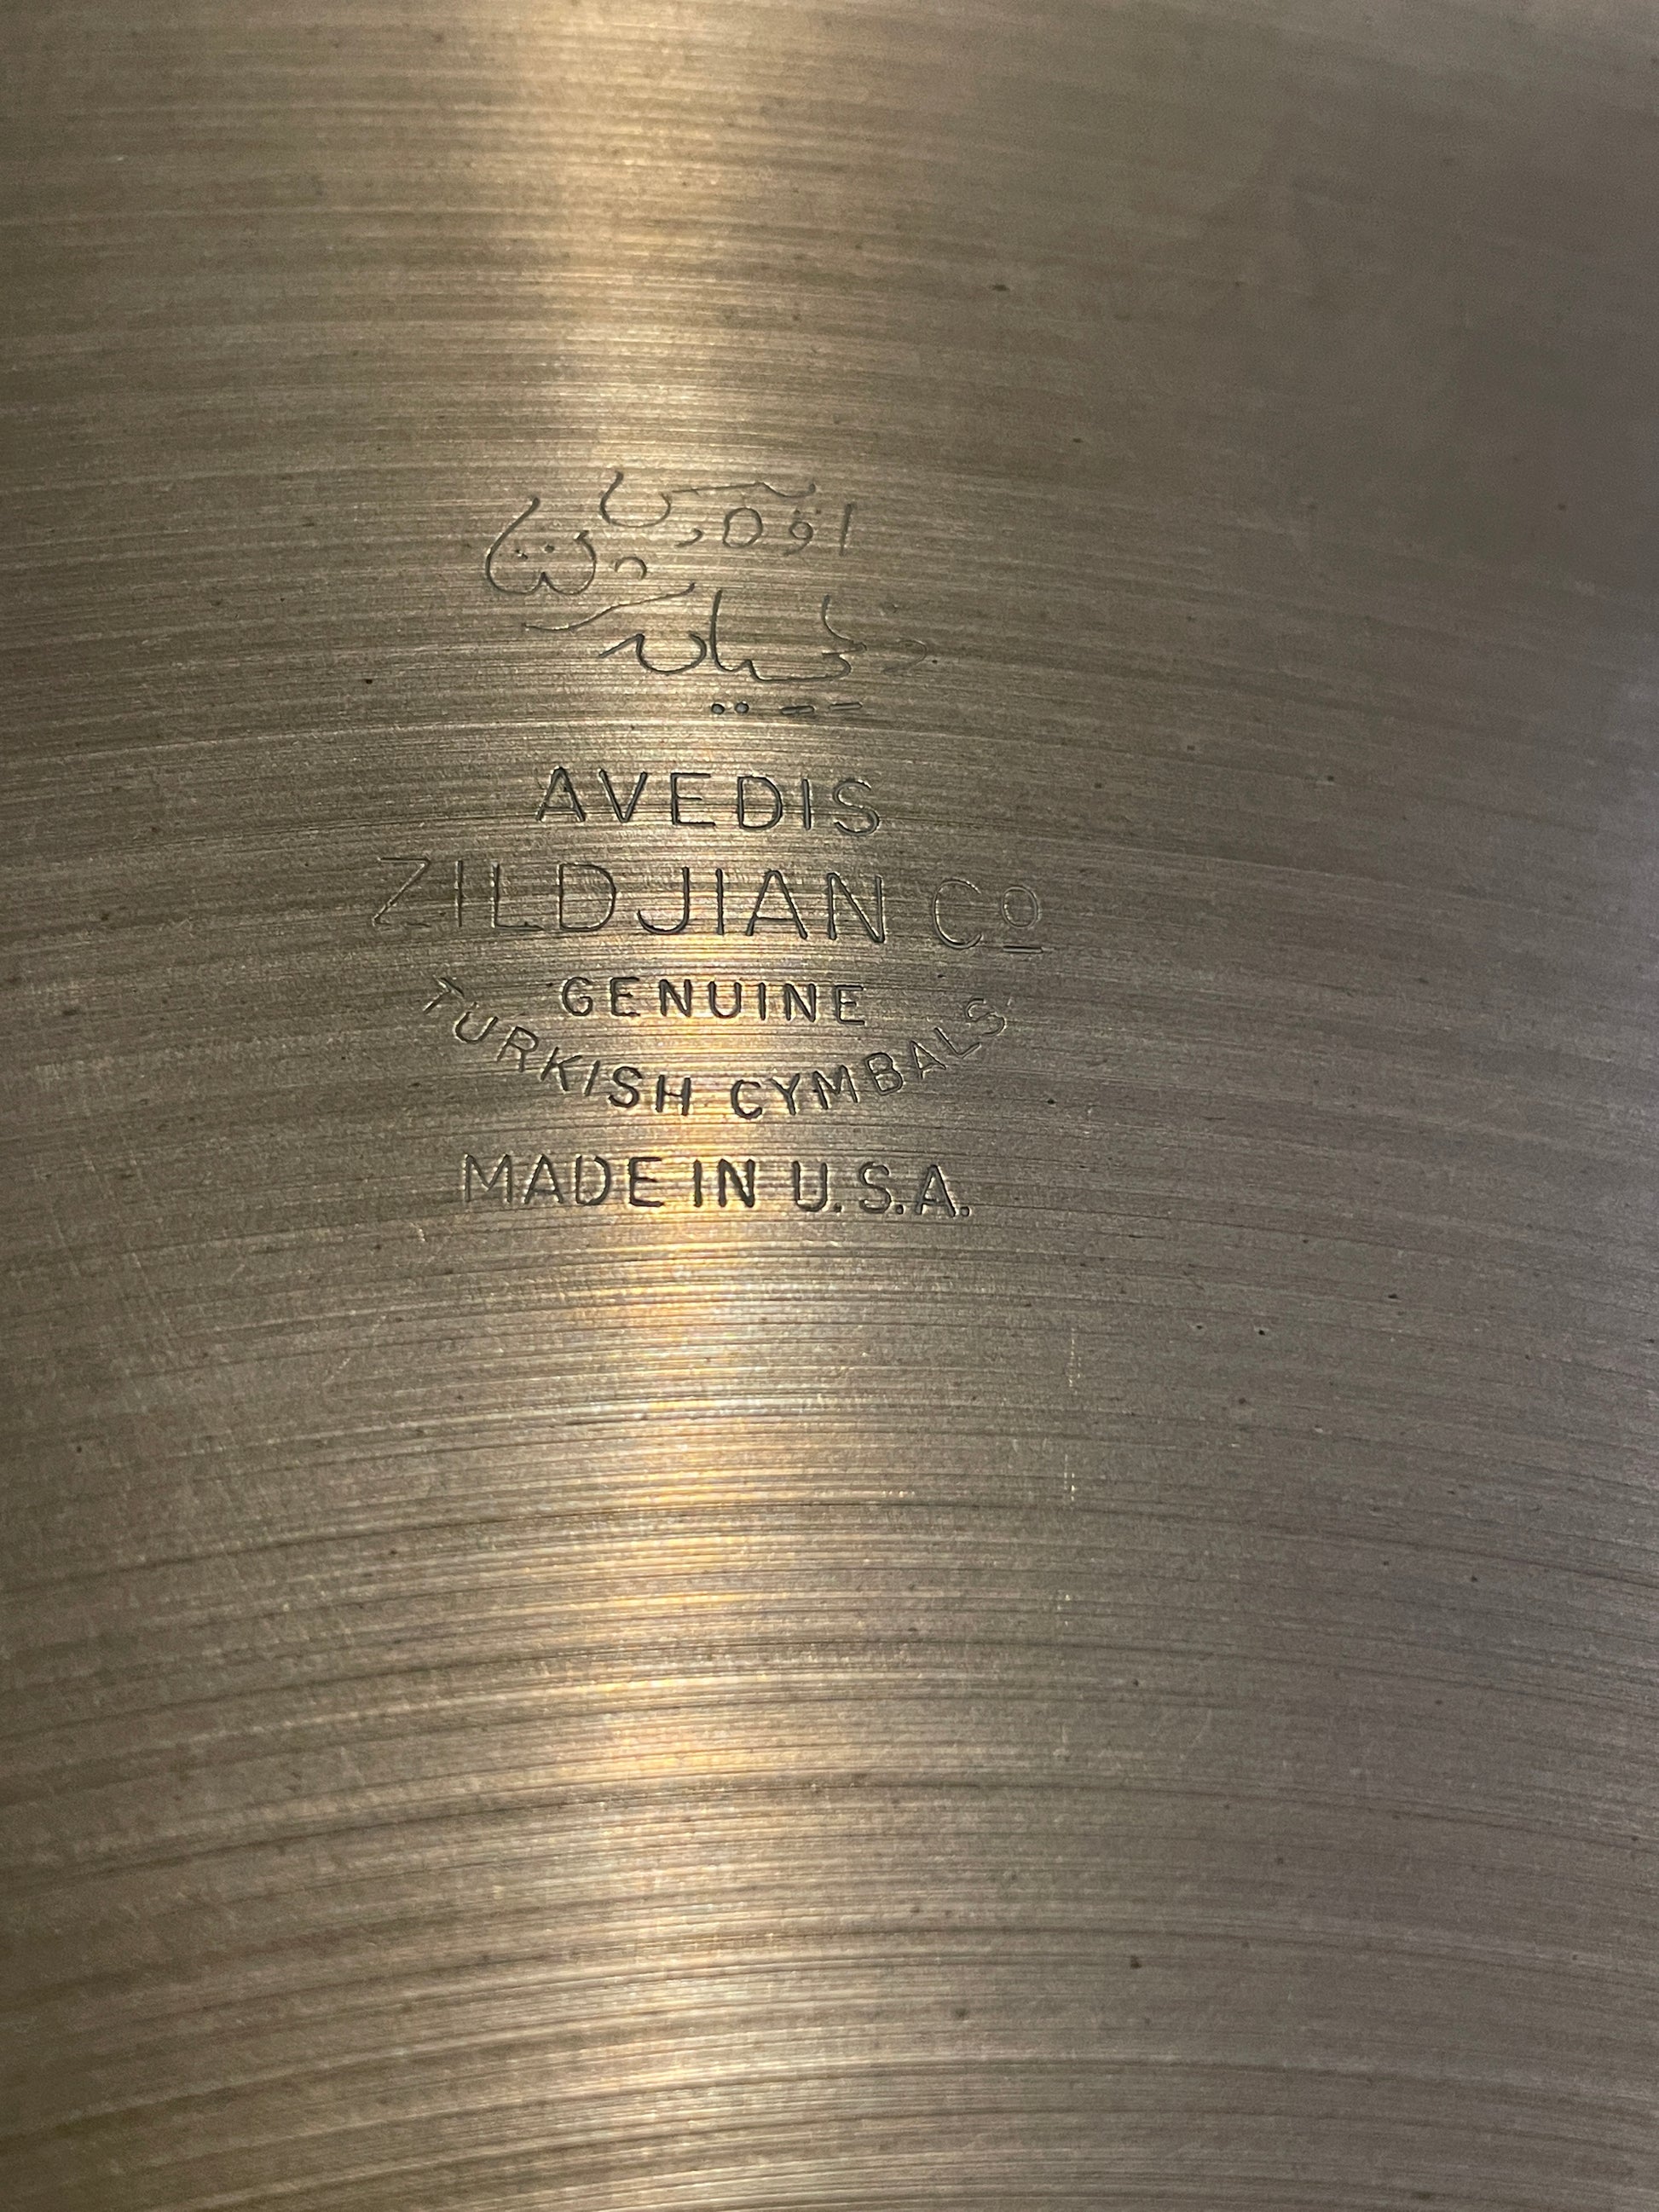 AVEDIS
ZILDJIAN Cº
GENUINE
TURKISH CYMBALS
MADE IN U.S.A.